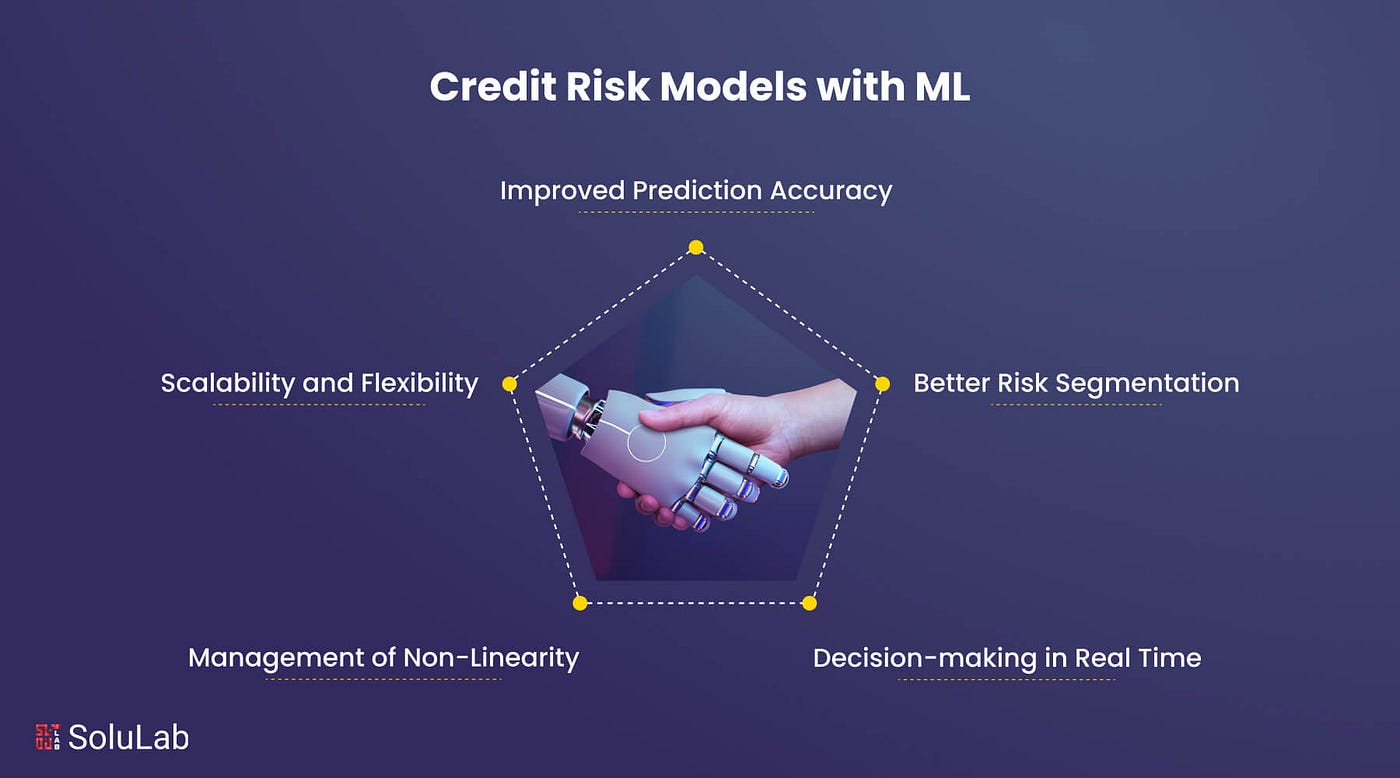 Credit Risk Models with ML
Improved Prediction Accuracy
Scalability and Flexibility
Better Risk Segmentation
Management of Non-Linearity
Decision-making in Real Time
SoluLab